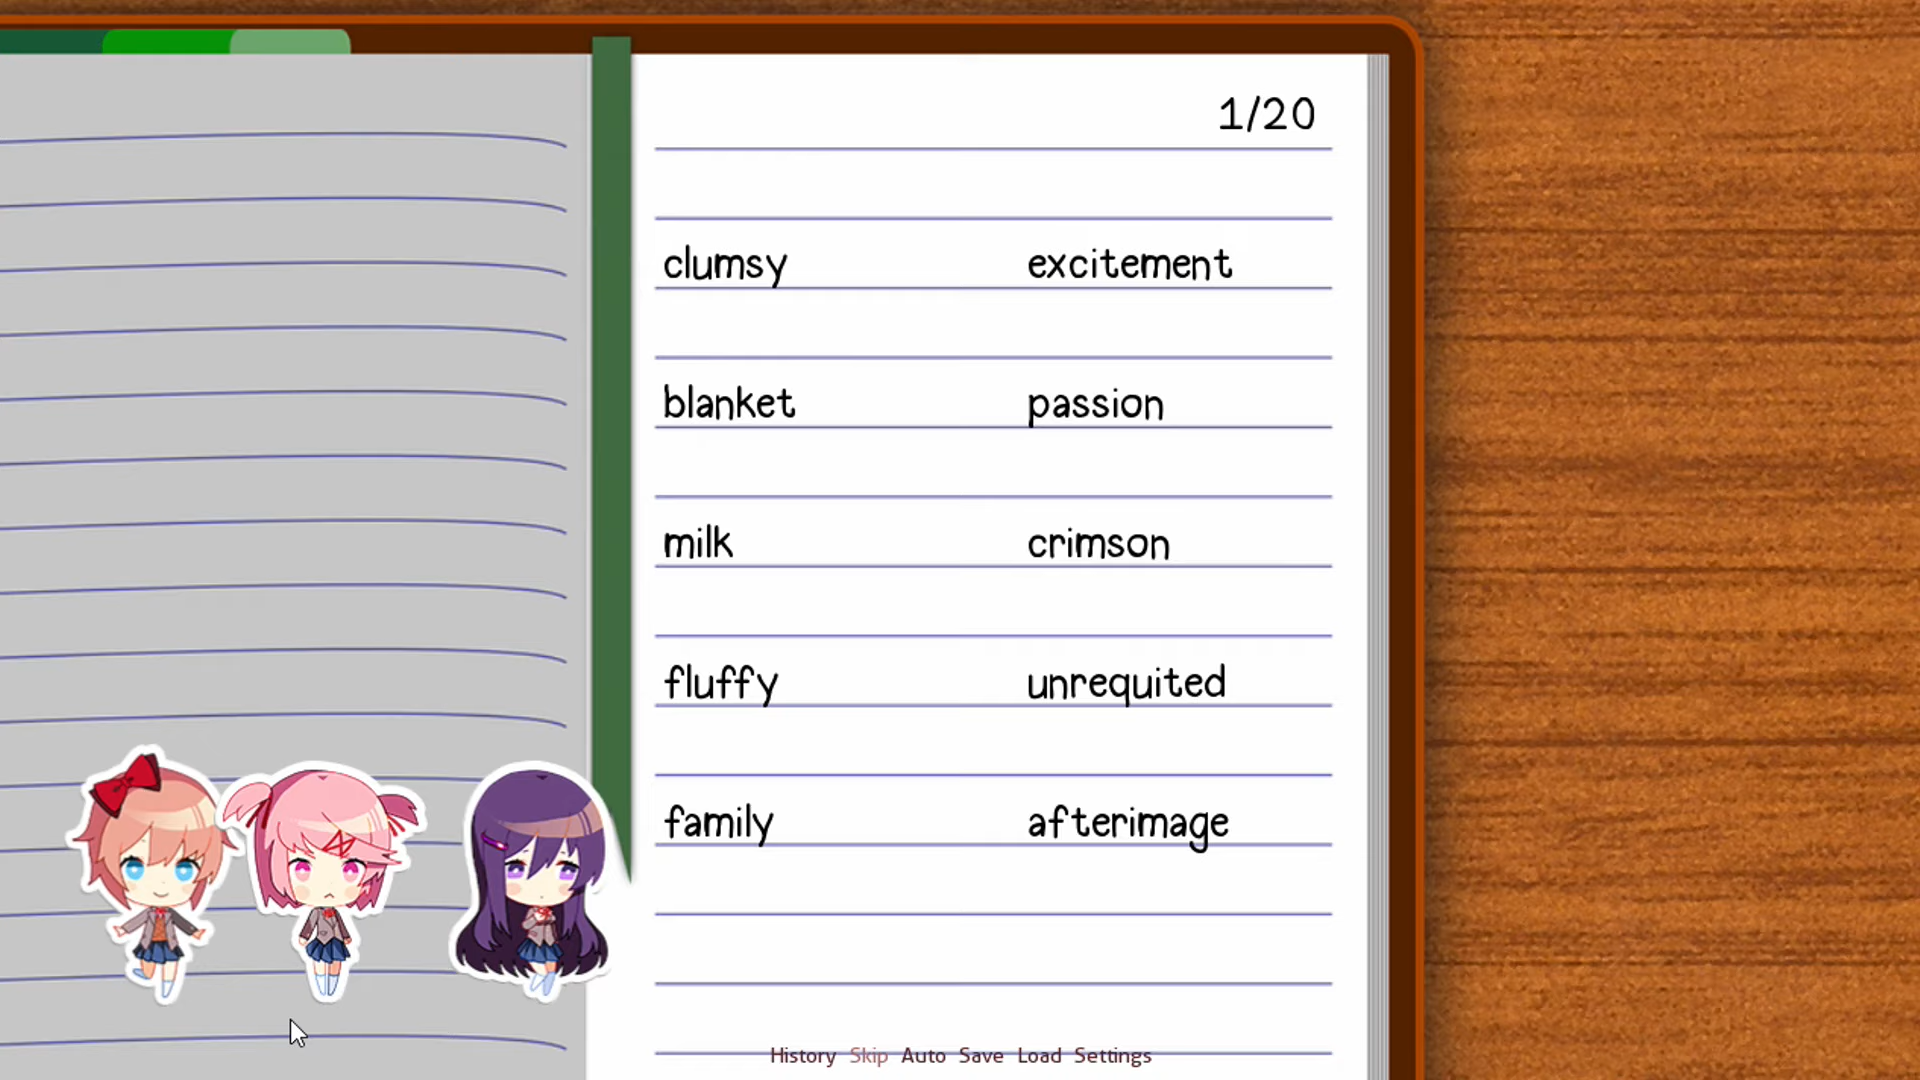 1/20
clumsy excitement
blanket passion
milk crimson
fluffy unrequited
family afterimage
History Skip Auto Save Load Settings